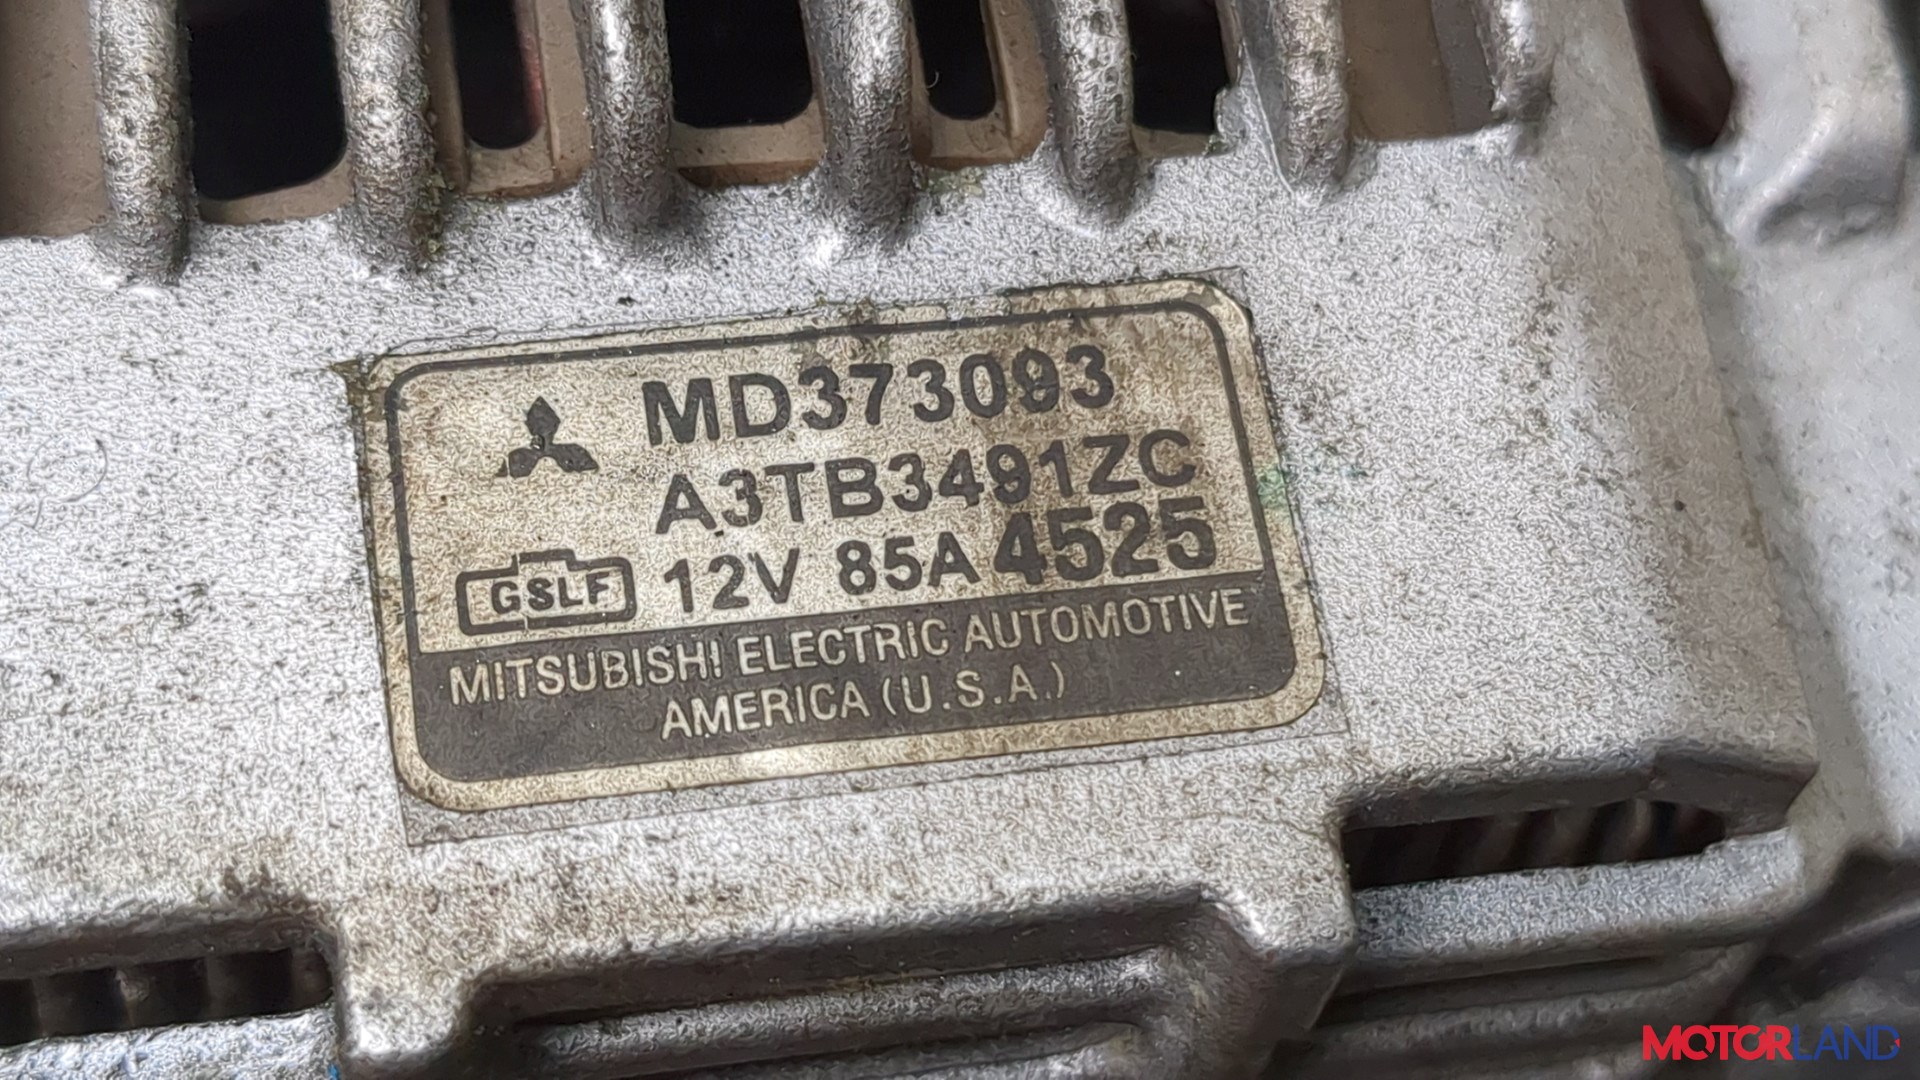 MD373093
A3TB3491ZC
GSLF 12V 85A 4525
MITSUBISHI ELECTRIC AUTOMOTIVE
AMERICA (U.S.A.)
MOTORLAND